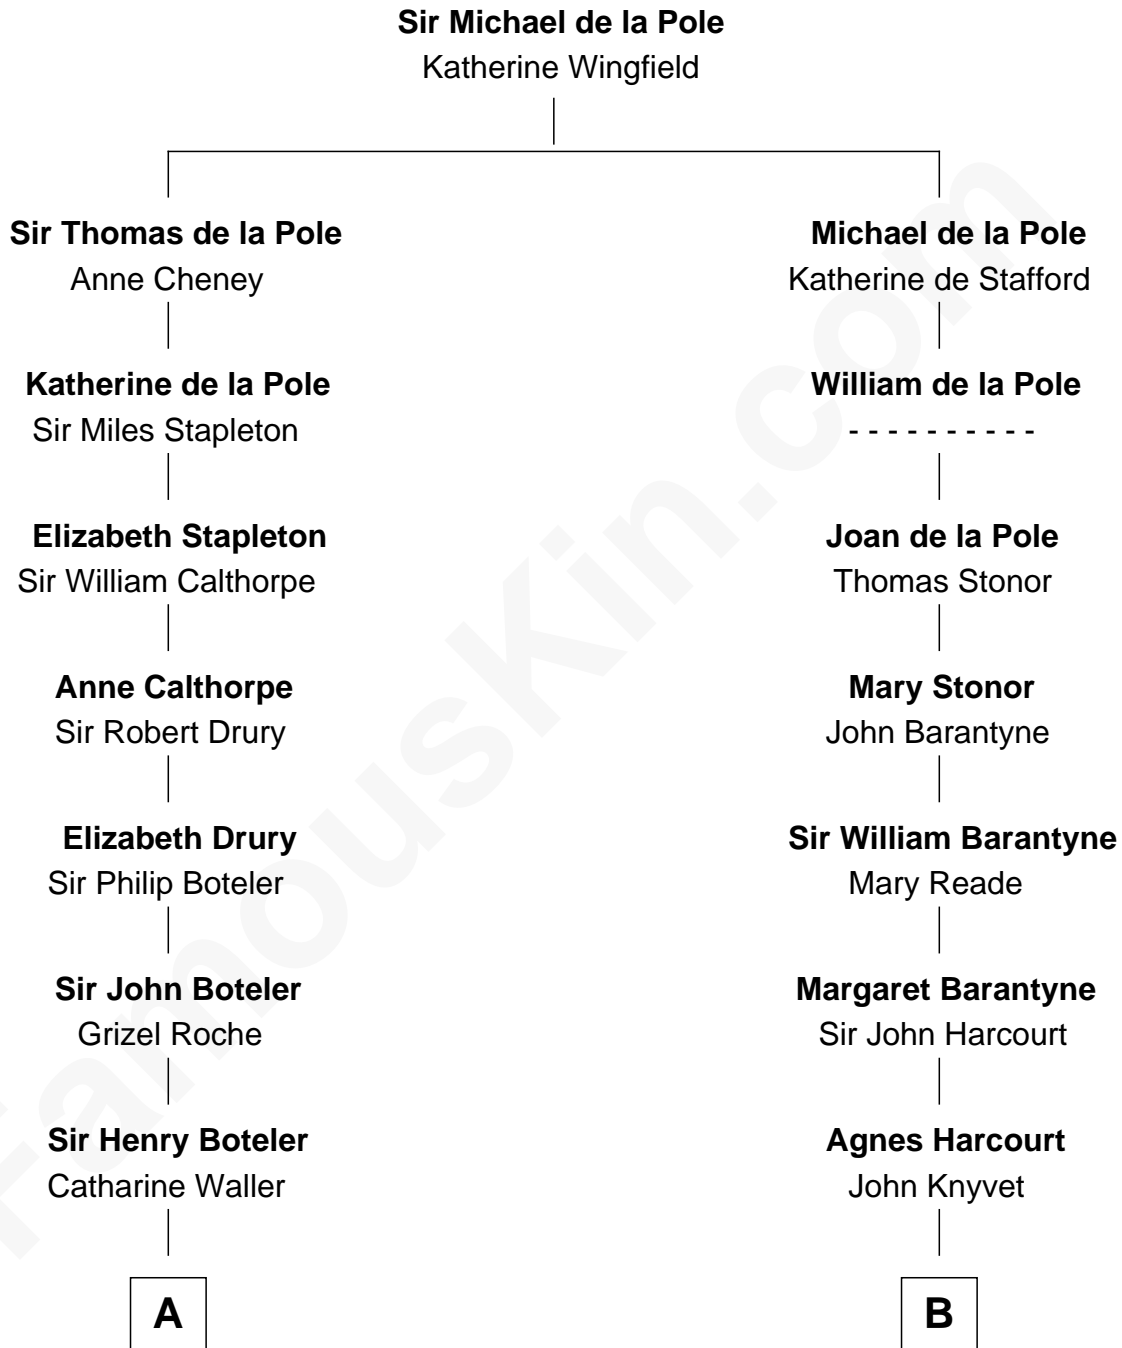 Sir Michael de la Pole
Katherine Wingfield
Sir Thomas de la Pole
Anne Cheney
Michael de la Pole
Katherine de Stafford
Katherine de la Pole
Sir Miles Stapleton
William de la Pole
- - - - - - - - - -
Elizabeth Stapleton
Sir William Calthorpe
Joan de la Pole
Thomas Stonor
Anne Calthorpe
Sir Robert Drury
Mary Stonor
John Barantyne
Elizabeth Drury
Sir Philip Boteler
Sir William Barantyne
Mary Reade
Sir John Boteler
Grizel Roche
Margaret Barantyne
Sir John Harcourt
Sir Henry Boteler
Catharine Waller
Agnes Harcourt
John Knyvet
A
B
FamousKin.com